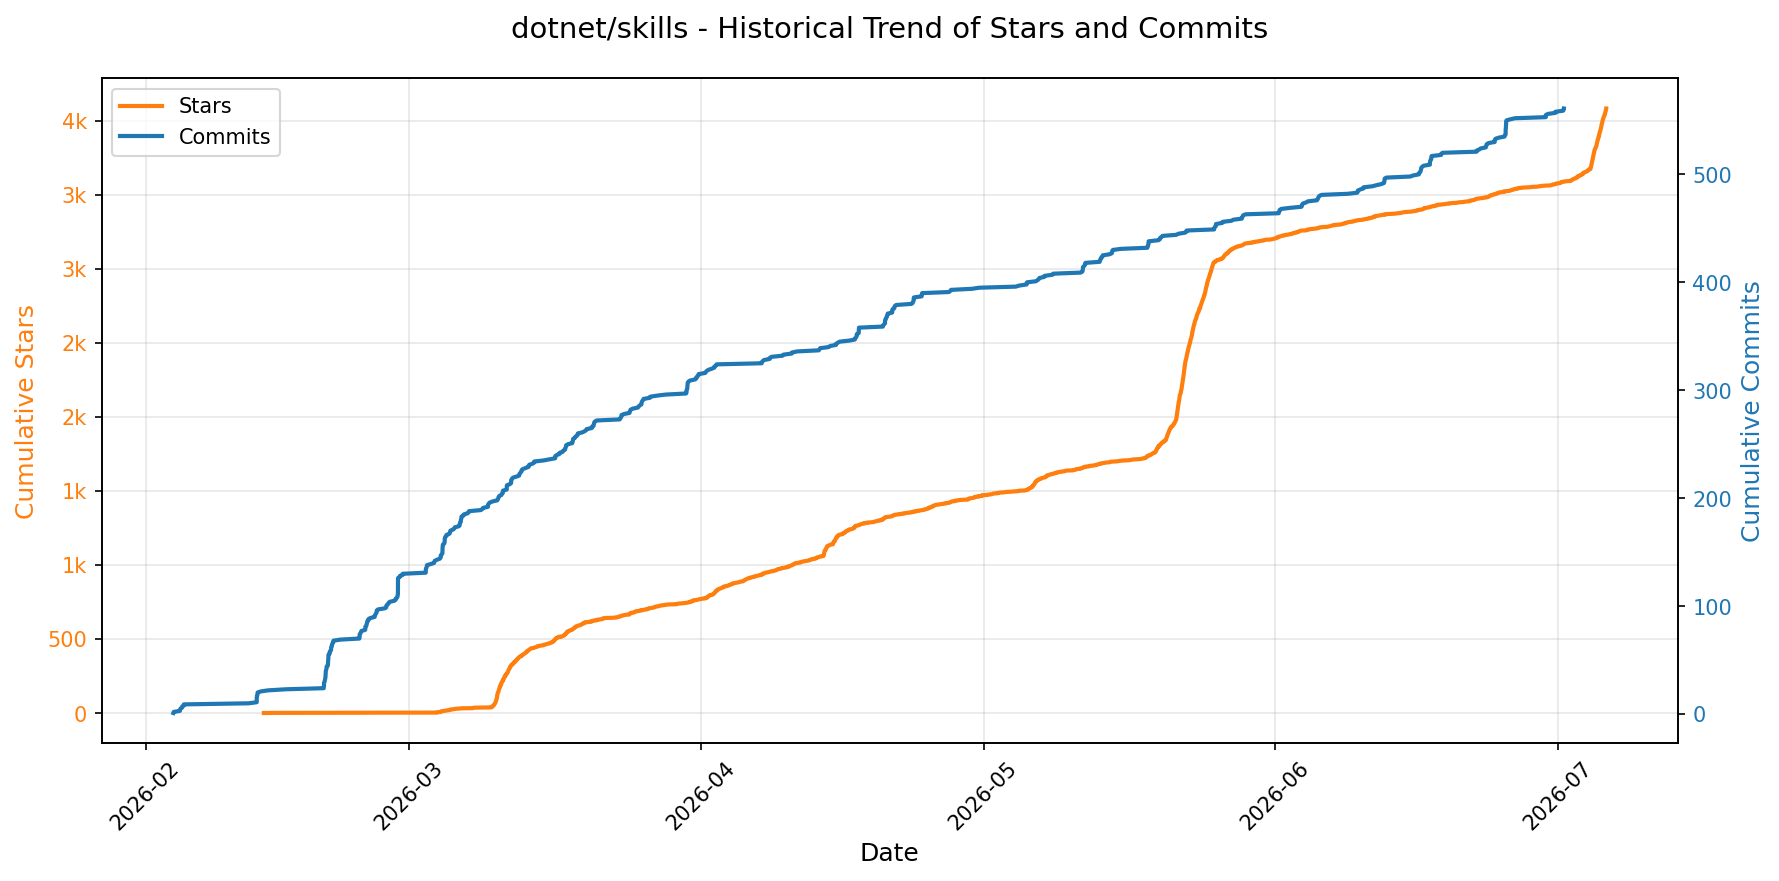 dotnet/skills - Historical Trend of Stars and Commits
Stars
Commits
4k
3k
3k
2k
2k
1k
1k
500
0
Cumulative Stars
500
400
300
200
100
0
Cumulative Commits
2026-02
2026-03
2026-04
2026-05
2026-06
2026-07
Date